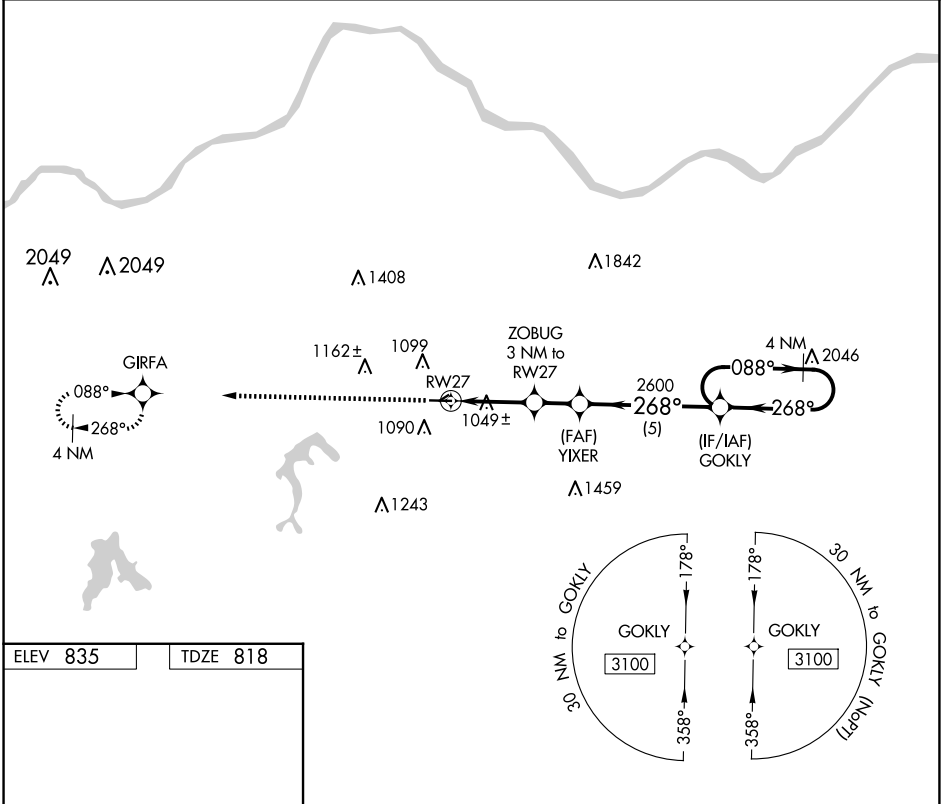 2049
2049
1408
1842
ZOBUG
3 NM to
RW27
4 NM
2046
088°
GIRFA
1162±
1099
RW27
2600
268°
(5)
268°
088°
268°
4 NM
1090
1049±
(FAF)
YIXER
(IF/IAF)
GOKLY
1459
1243
30 NM to GOKLY
178°
GOKLY
3100
358°
178°
GOKLY
3100
358°
30 NM to GOKLY (NoPT)
ELEV 835
TDZE 818